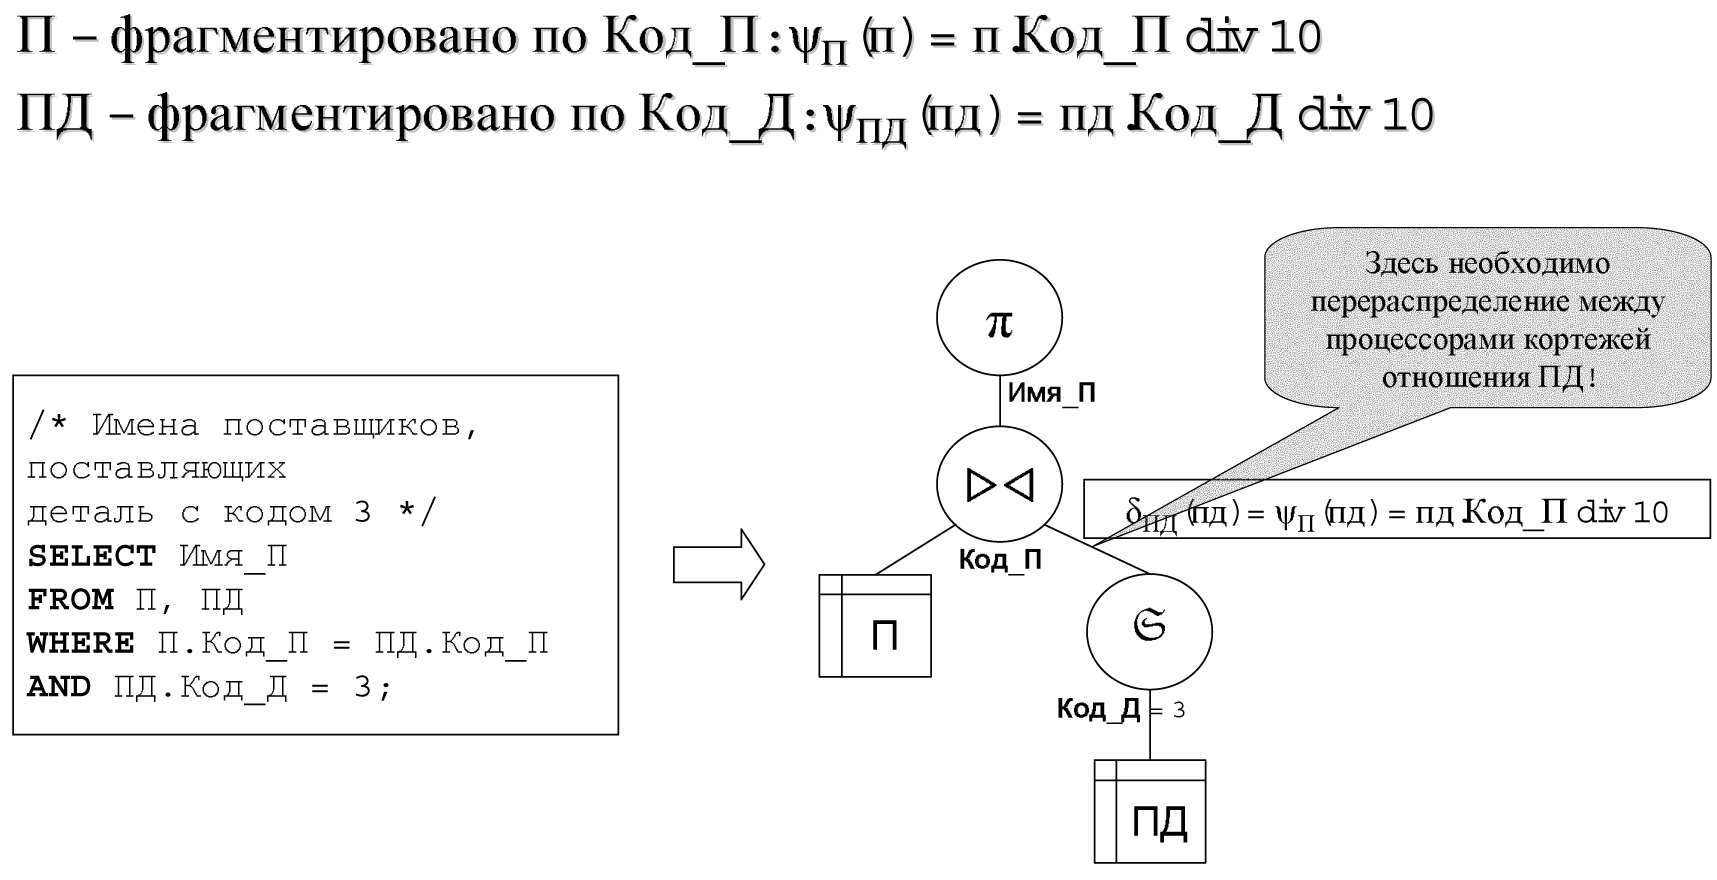 П – фрагментировано по Код_П: ψП (п) = п.Код_П div 10
ПД – фрагментировано по Код_Д: ψПД (пд) = пд.Код_Д div 10
Здесь необходимо
перераспределение между
процессорами кортежей
отношения ПД!
π
Имя_П
/* Имена поставщиков,
поставляющих
деталь с кодом 3 */
SELECT Имя_П
FROM П, ПД
WHERE П.Код_П = ПД.Код_П
AND ПД.Код_Д = 3;
⋈
δПД (пд) = ψП (пд) = пд.Код_П div 10
Код_П
П
𝔖
Код_Д = 3
ПД